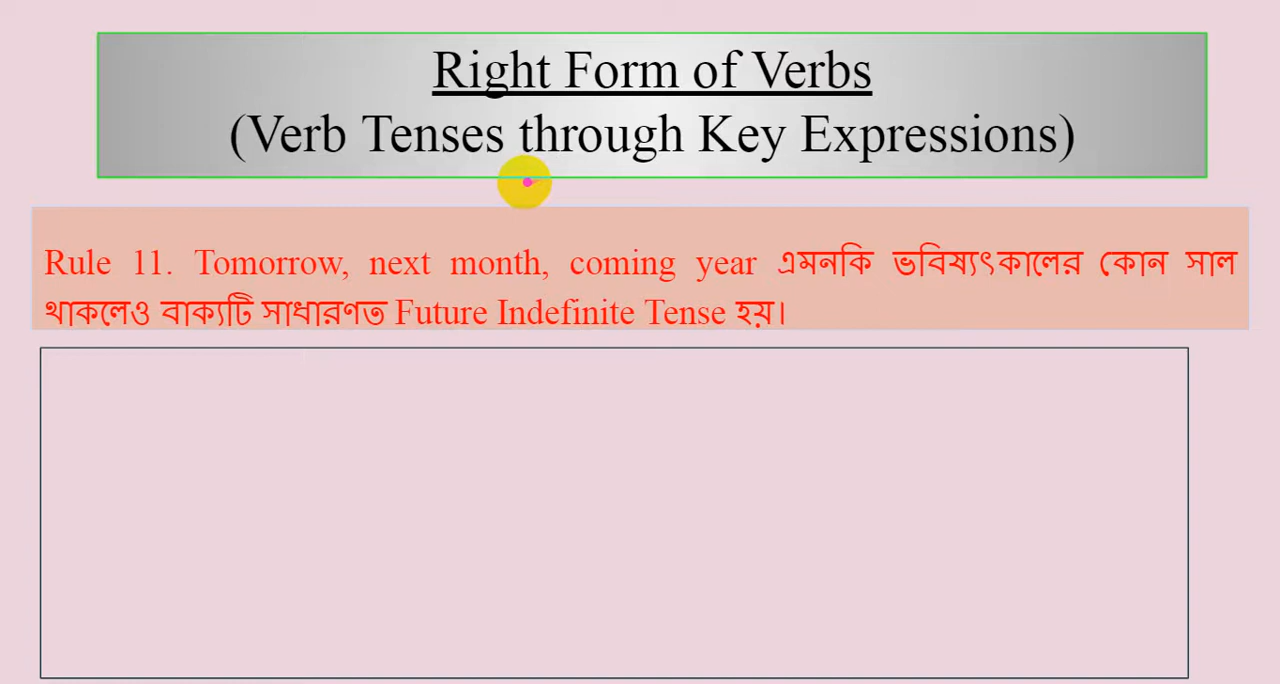 Right Form of Verbs
(Verb Tenses through Key Expressions)
Rule 11. Tomorrow, next month, coming year এমনকি ভবিষ্যৎকালের কোন সাল
থাকলেও বাক্যটি সাধারণত Future Indefinite Tense হয়।